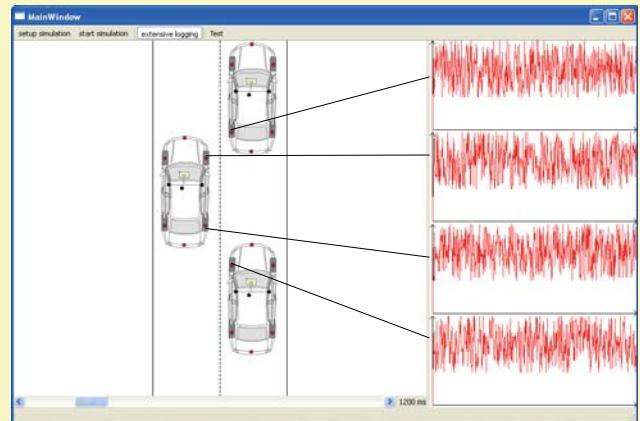 MainWindow
setup simulation start simulation extensive logging Test
1200 ms